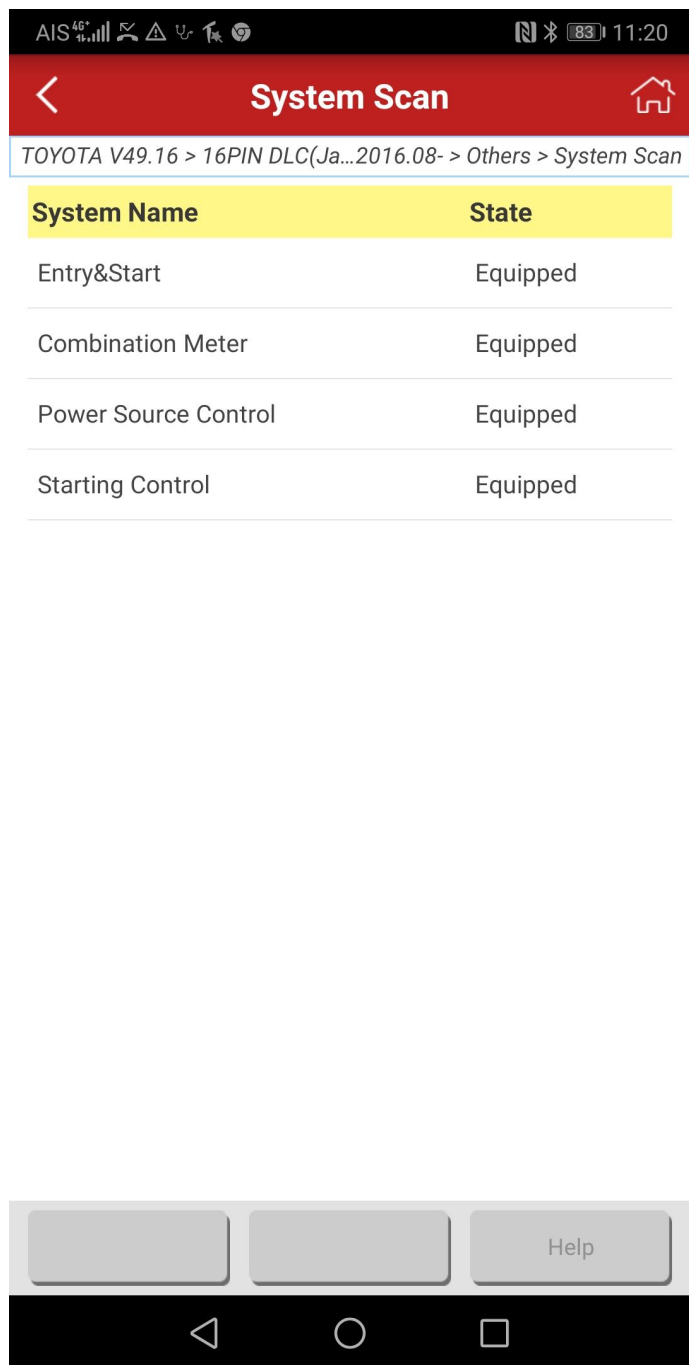 AIS 4G+ 83 11:20
System Scan
TOYOTA V49.16 > 16PIN DLC(Ja...2016.08- > Others > System Scan
System Name State
Entry&Start Equipped
Combination Meter Equipped
Power Source Control Equipped
Starting Control Equipped
Help